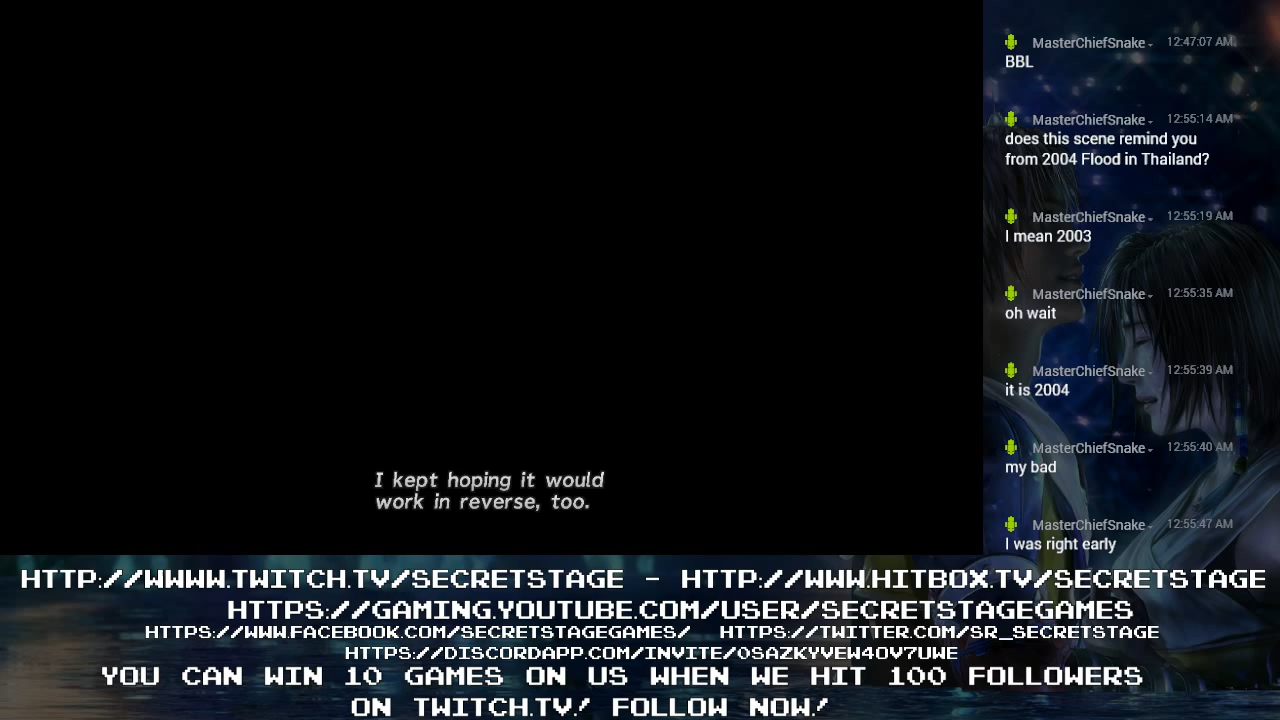 MasterChiefSnake 12:47:07 AM
BBL
MasterChiefSnake 12:55:14 AM
does this scene remind you
from 2004 Flood in Thailand?
MasterChiefSnake 12:55:19 AM
I mean 2003
MasterChiefSnake 12:55:35 AM
oh wait
MasterChiefSnake 12:55:39 AM
it is 2004
MasterChiefSnake 12:55:40 AM
my bad
MasterChiefSnake 12:55:47 AM
I was right early
I kept hoping it would
work in reverse, too.
HTTP://WWWW.TWITCH.TV/SECRETSTAGE - HTTP://WWW.HITBOX.TV/SECRETSTAGE
HTTPS://GAMING.YOUTUBE.COM/USER/SECRETSTAGEGAMES
HTTPS://WWW.FACEBOOK.COM/SECRETSTAGEGAMES/ HTTPS://TWITTER.COM/SR_SECRETSTAGE
HTTPS://DISCORDAPP.COM/INVITE/0SAZKYVEW4OV7UWE
YOU CAN WIN 10 GAMES ON US WHEN WE HIT 100 FOLLOWERS
ON TWITCH.TV! FOLLOW NOW!